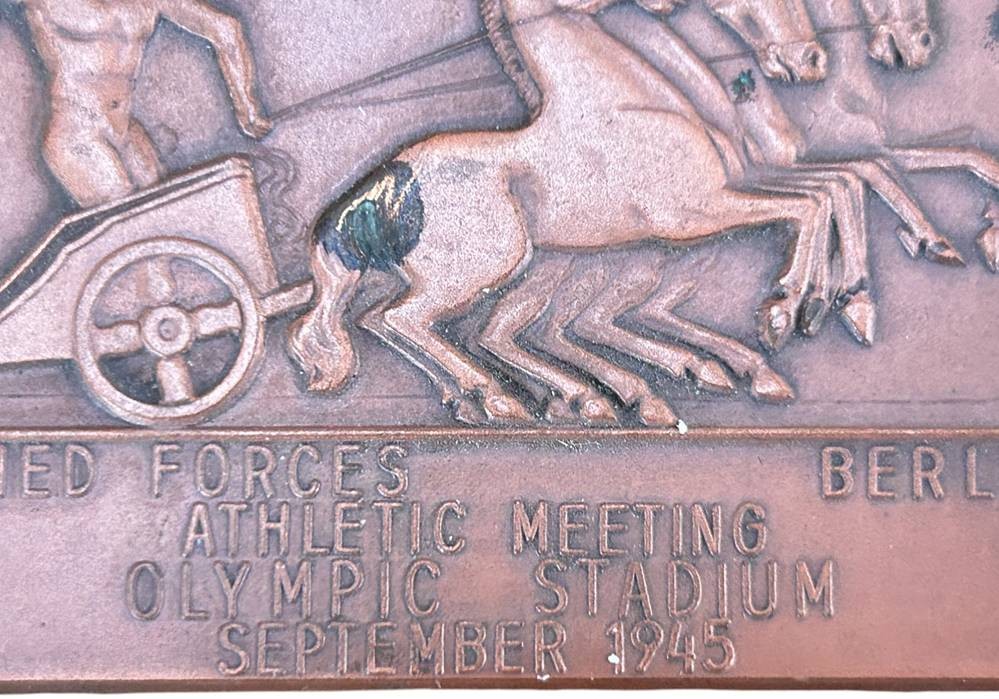 IED FORCES BERL
ATHLETIC MEETING
OLYMPIC STADIUM
SEPTEMBER 1945